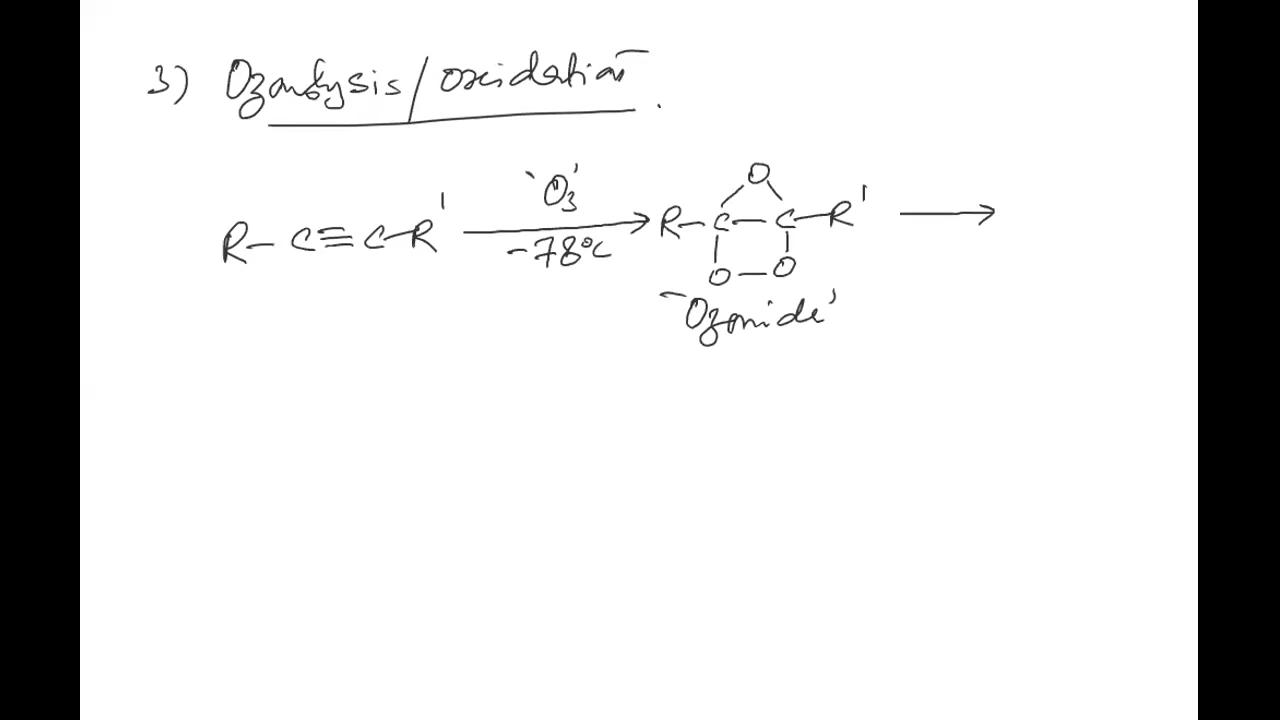 3) Ozonolysis/oxidation.
R-C≡C-R' 'O3' -78°C R-C-C-R' O O-O
'Ozonide'